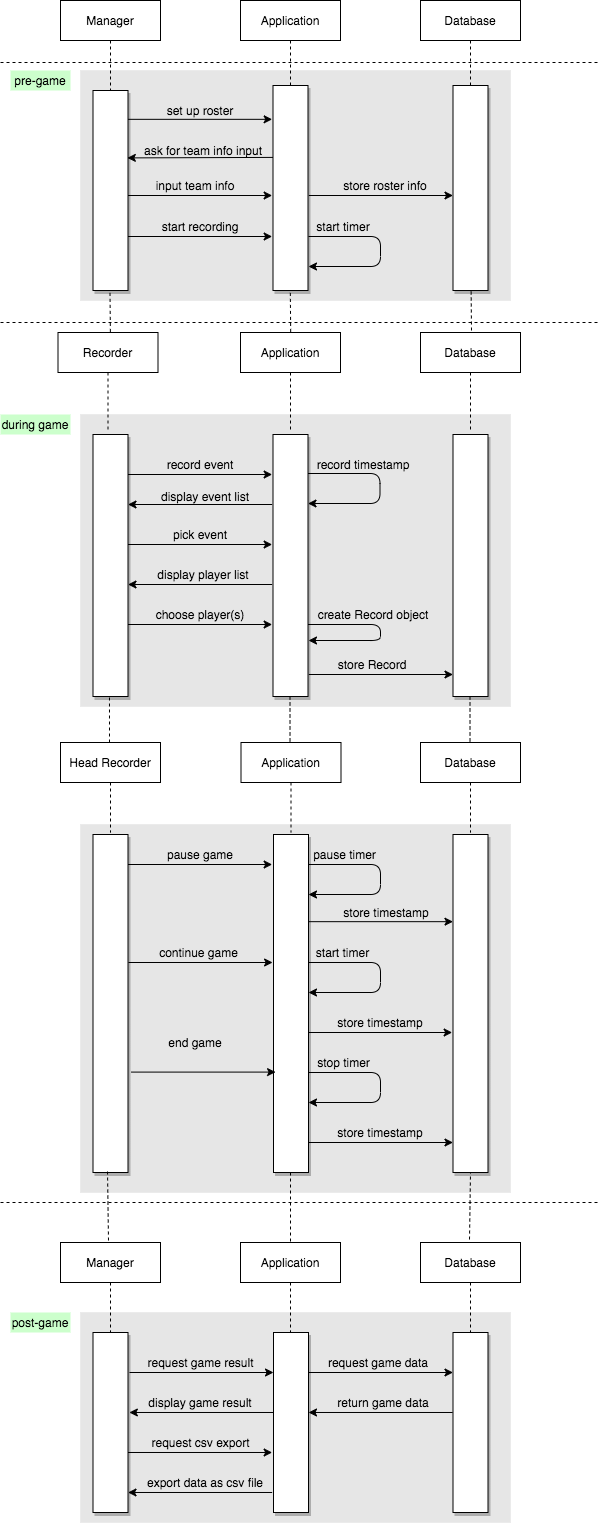 Manager
Application
Database
pre-game
set up roster
ask for team info input
input team info
store roster info
start recording
start timer
Recorder
Application
Database
during game
record event
record timestamp
display event list
pick event
display player list
choose player(s)
create Record object
store Record
Head Recorder
Application
Database
pause game
pause timer
store timestamp
continue game
start timer
store timestamp
end game
stop timer
store timestamp
Manager
Application
Database
post-game
request game result
request game data
display game result
return game data
request csv export
export data as csv file